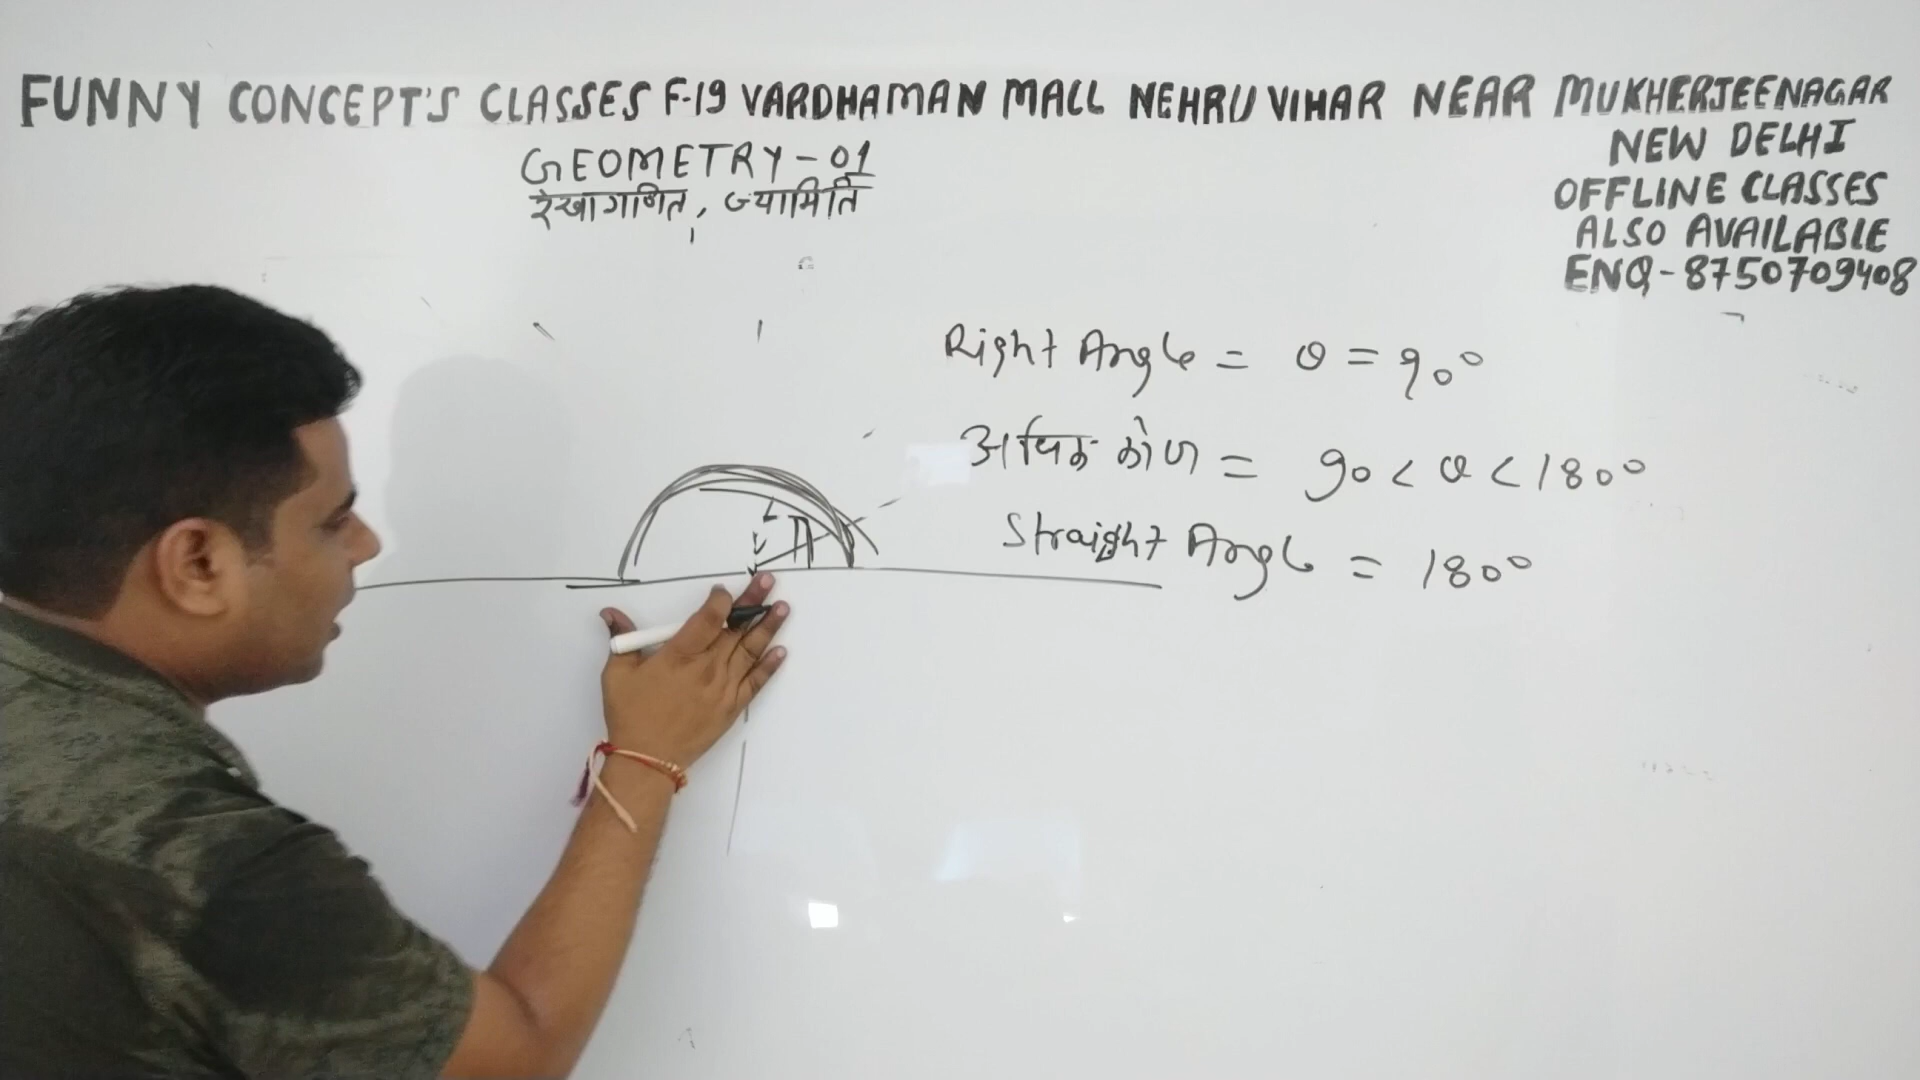 FUNNY CONCEPT'S CLASSES F-19 VARDHAMAN MALL NEHRU VIHAR NEAR MUKHERJEENAGAR
NEW DELHI
OFFLINE CLASSES
ALSO AVAILABLE
ENQ-8750709408
GEOMETRY-01
रेखागणित, ज्यामिति
Right Angle = θ = 90°
अधिक कोण = 90 < θ < 180°
Straight Angle = 180°